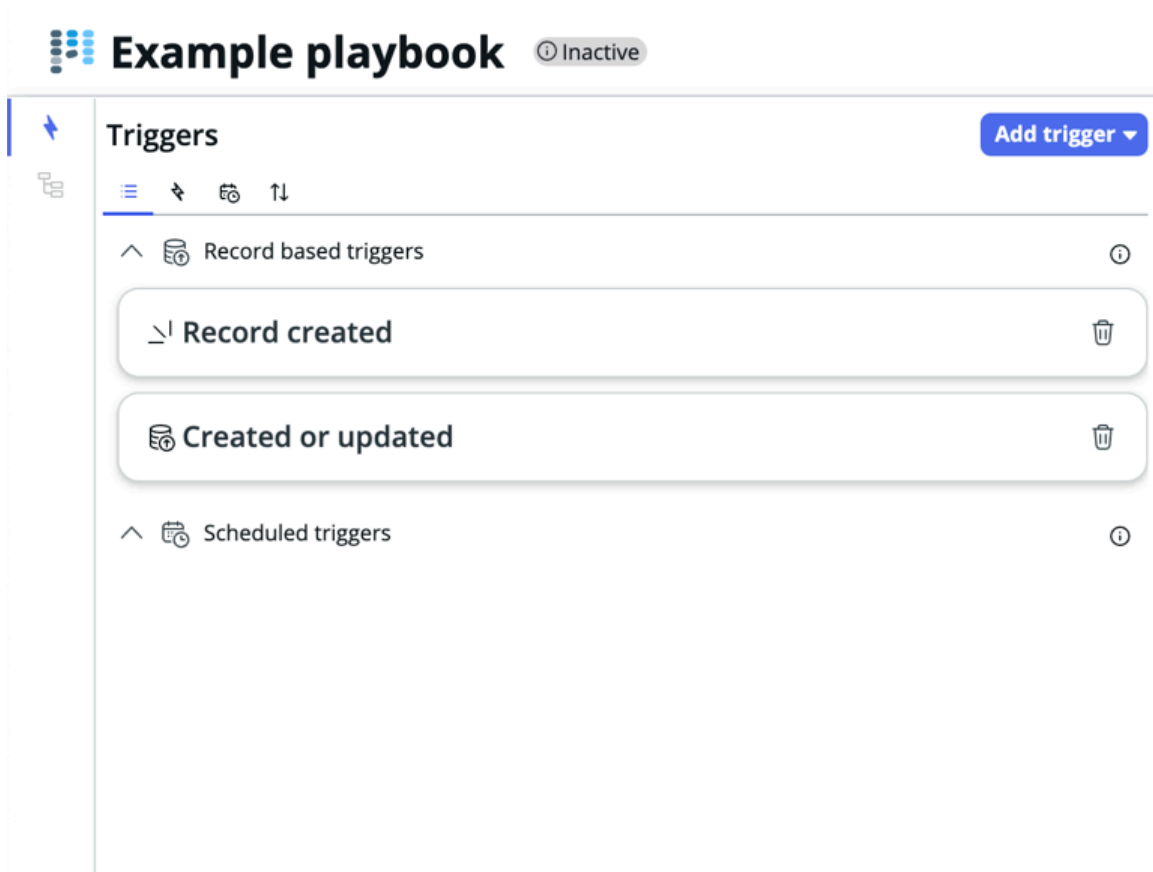 Example playbook
Inactive
Triggers
Add trigger
Record based triggers
Record created
Created or updated
Scheduled triggers